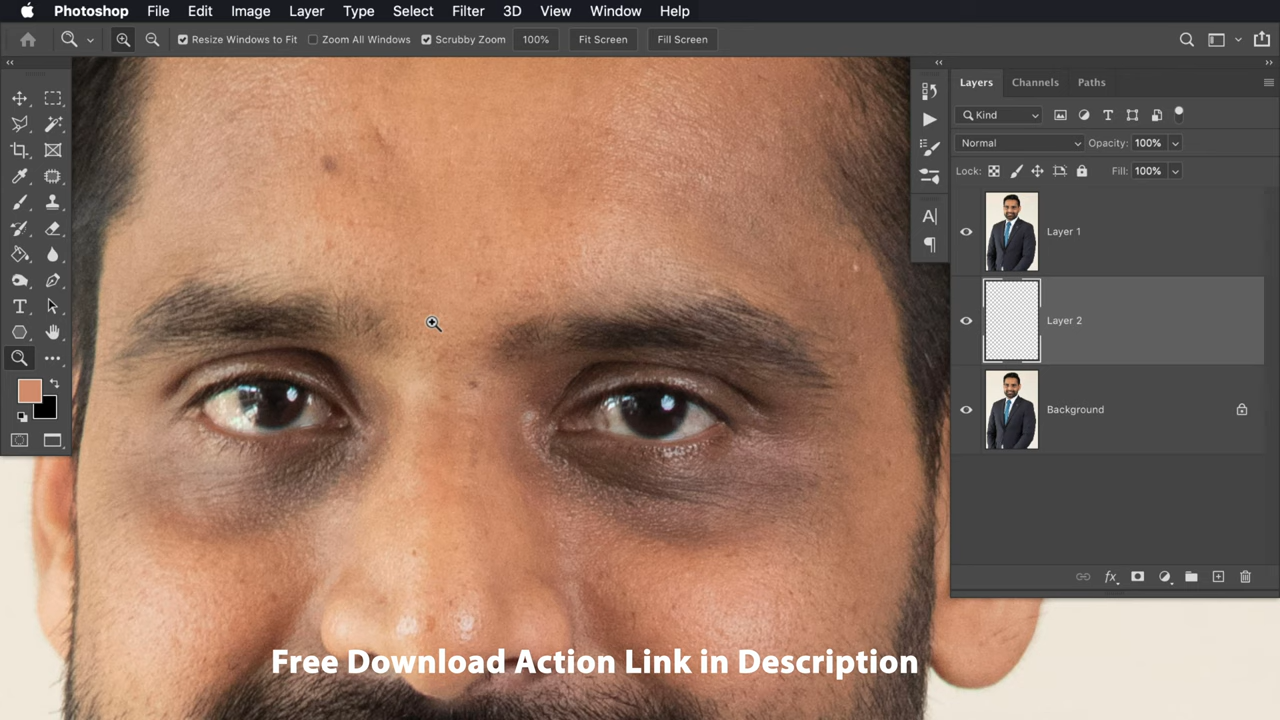 Photoshop File Edit Image Layer Type Select Filter 3D View Window Help
Resize Windows to Fit Zoom All Windows Scrubby Zoom 100% Fit Screen Fill Screen
Layers Channels Paths
Kind
Normal Opacity: 100%
Lock: Fill: 100%
Layer 1
Layer 2
Background
Free Download Action Link in Description